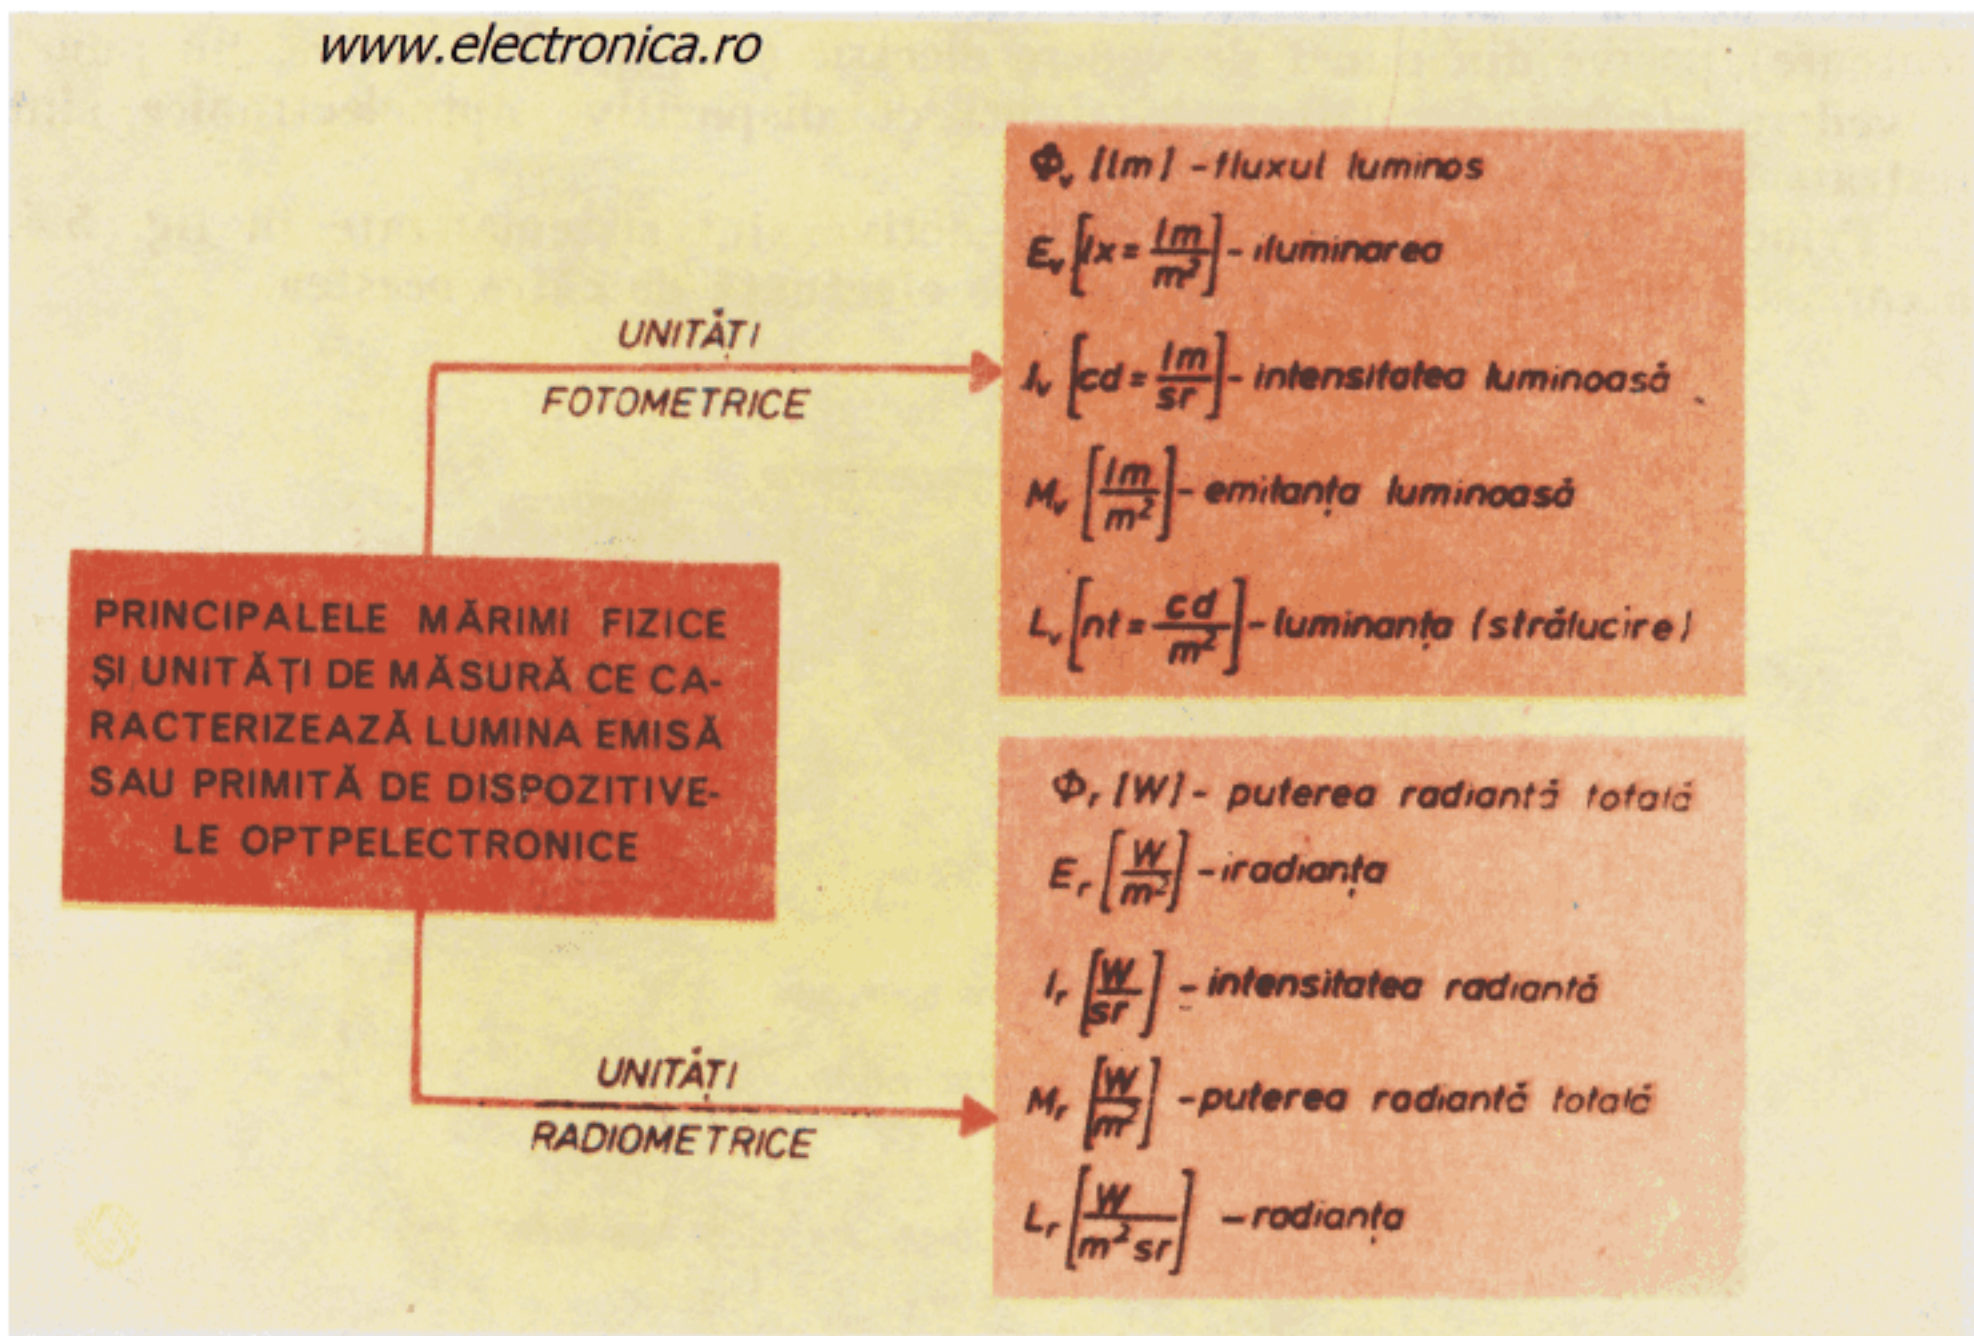 www.electronica.ro
PRINCIPALELE MĂRIMI FIZICE
ȘI UNITĂȚI DE MĂSURĂ CE CA-
RACTERIZEAZĂ LUMINA EMISĂ
SAU PRIMITĂ DE DISPOZITIVE-
LE OPTPELECTRONICE
UNITĂȚI
FOTOMETRICE
Φv [lm] - fluxul luminos
Ev [lx = lm/m²] - iluminarea
Iv [cd = lm/sr] - intensitatea luminoasă
Mv [lm/m²] - emitanța luminoasă
Lv [nt = cd/m²] - luminanța (strălucire)
UNITĂȚI
RADIOMETRICE
Φr [W] - puterea radiantă totală
Er [W/m²] - iradianța
Ir [W/sr] - intensitatea radiantă
Mr [W/m²] - puterea radiantă totală
Lr [W/m² sr] - radianța